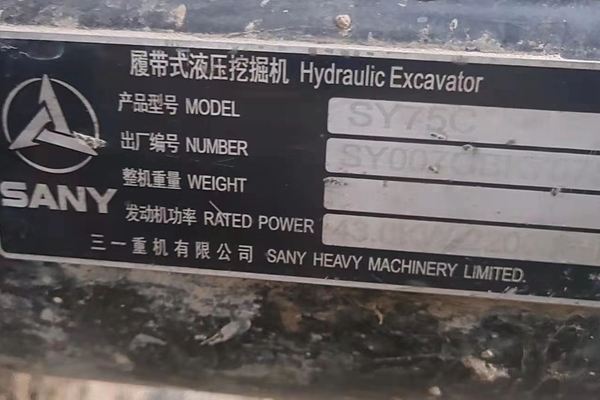 履带式液压挖掘机 Hydraulic Excavator
产品型号 MODEL SY75C
出厂编号 NUMBER
整机重量 WEIGHT
SANY
发动机功率 RATED POWER
三一重机有限公司 SANY HEAVY MACHINERY LIMITED